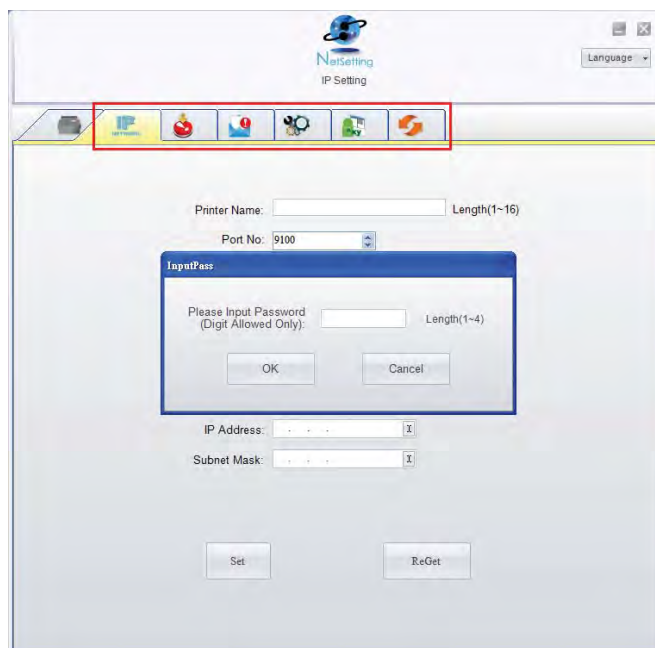 NetSetting
Language
IP Setting
IP
Printer Name:
Length(1~16)
Port No: 9100
InputPass
Please Input Password
(Digit Allowed Only):
Length(1~4)
OK
Cancel
IP Address: . . .
Subnet Mask: . . .
Set
ReGet